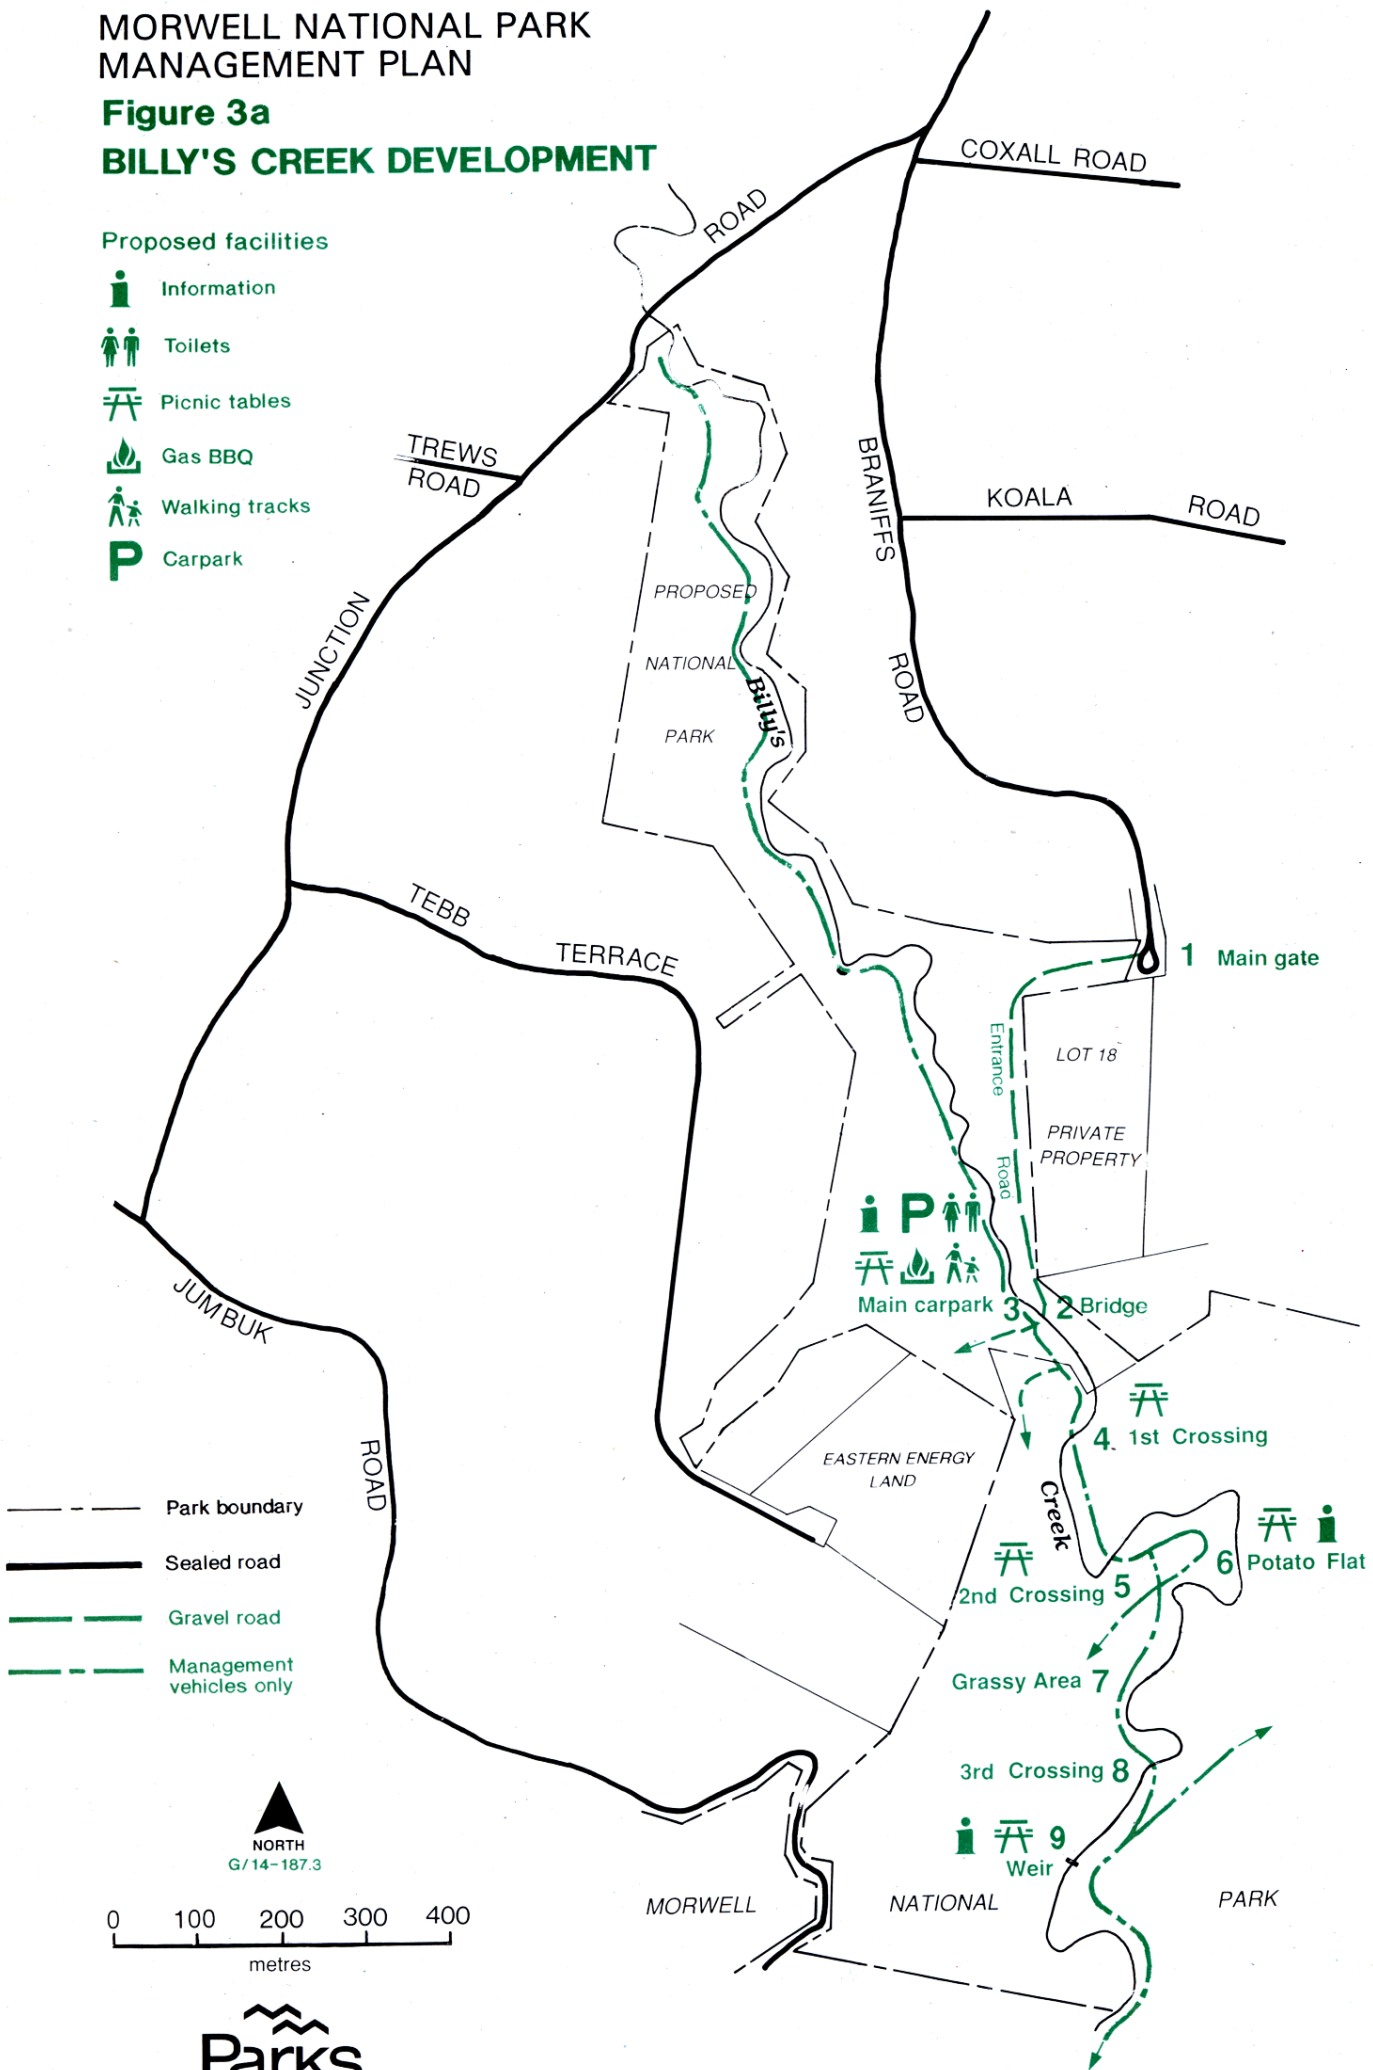 MORWELL NATIONAL PARK
MANAGEMENT PLAN
Figure 3a
BILLY'S CREEK DEVELOPMENT
Proposed facilities
Information
Toilets
Picnic tables
Gas BBQ
Walking tracks
P Carpark
COXALL ROAD
ROAD
TREWS
ROAD
BRANIFFS
KOALA ROAD
JUNCTION
PROPOSED
NATIONAL
PARK
ROAD
Billy's
TEBB
TERRACE
1 Main gate
Entrance
Road
LOT 18
PRIVATE
PROPERTY
P
Main carpark 3
2 Bridge
JUMBUK
ROAD
4. 1st Crossing
EASTERN ENERGY
LAND
Creek
6 Potato Flat
2nd Crossing 5
Grassy Area 7
3rd Crossing 8
9
Weir
Park boundary
Sealed road
Gravel road
Management
vehicles only
NORTH
G/14-187.3
MORWELL
NATIONAL
PARK
0 100 200 300 400
metres
Parks